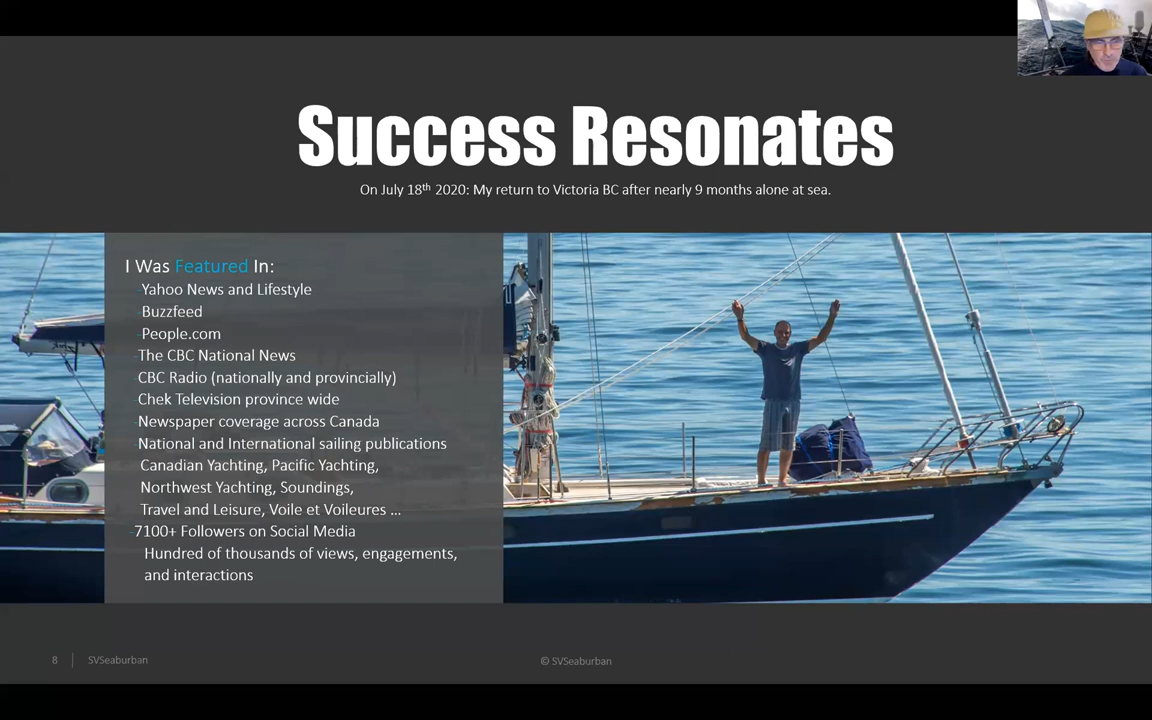 Success Resonates
On July 18th 2020: My return to Victoria BC after nearly 9 months alone at sea.
I Was Featured In:
-Yahoo News and Lifestyle
-Buzzfeed
-People.com
-The CBC National News
-CBC Radio (nationally and provincially)
-Chek Television province wide
-Newspaper coverage across Canada
-National and International sailing publications
Canadian Yachting, Pacific Yachting,
Northwest Yachting, Soundings,
Travel and Leisure, Voile et Voileures ...
-7100+ Followers on Social Media
Hundred of thousands of views, engagements,
and interactions
8 | SVSeaburban
© SVSeaburban